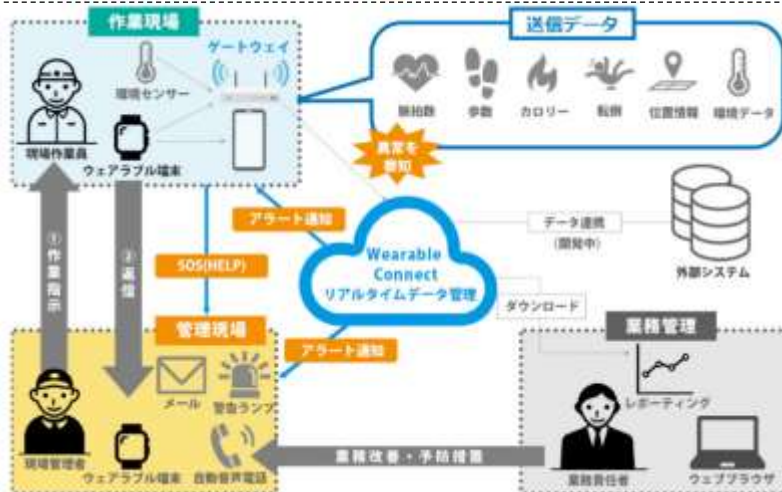 作業現場
送信データ
ゲートウェイ
環境センサー
脈拍数
歩数
カロリー
転倒
位置情報
環境データ
現場作業員
ウェアラブル端末
異常を
察知
アラート通知
データ連携
(開発中)
外部システム
①作業指示
②返信
SOS(HELP)
Wearable
Connect
リアルタイムデータ管理
ダウンロード
管理現場
アラート通知
業務管理
メール
警告ランプ
レポーティング
現場管理者
ウェアラブル端末
自動音声電話
業務改善・予防措置
業務責任者
ウェブブラウザ